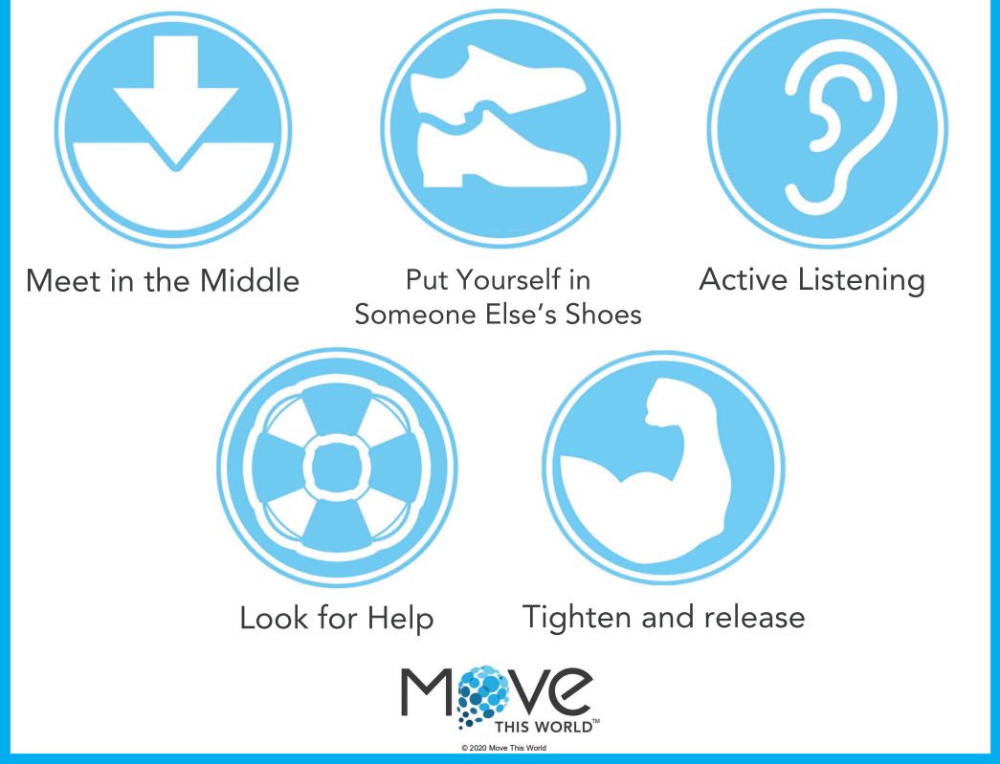 Meet in the Middle
Put Yourself in
Someone Else's Shoes
Active Listening
Look for Help
Tighten and release
MOVE
THIS WORLD™
© 2020 Move This World